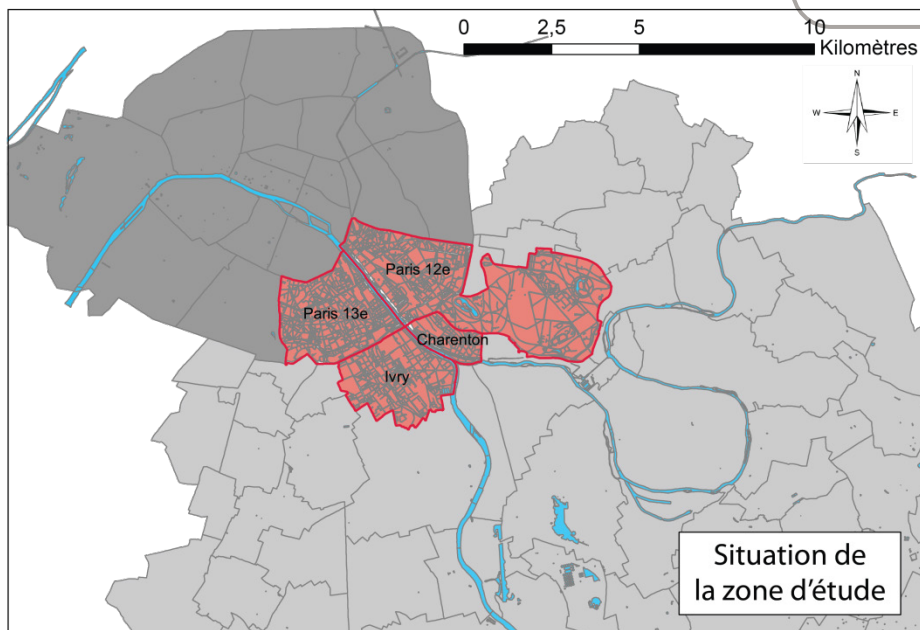 0 2,5 5 10
Kilomètres
N
W E
S
Paris 12e
Paris 13e
Charenton
Ivry
Situation de
la zone d'étude